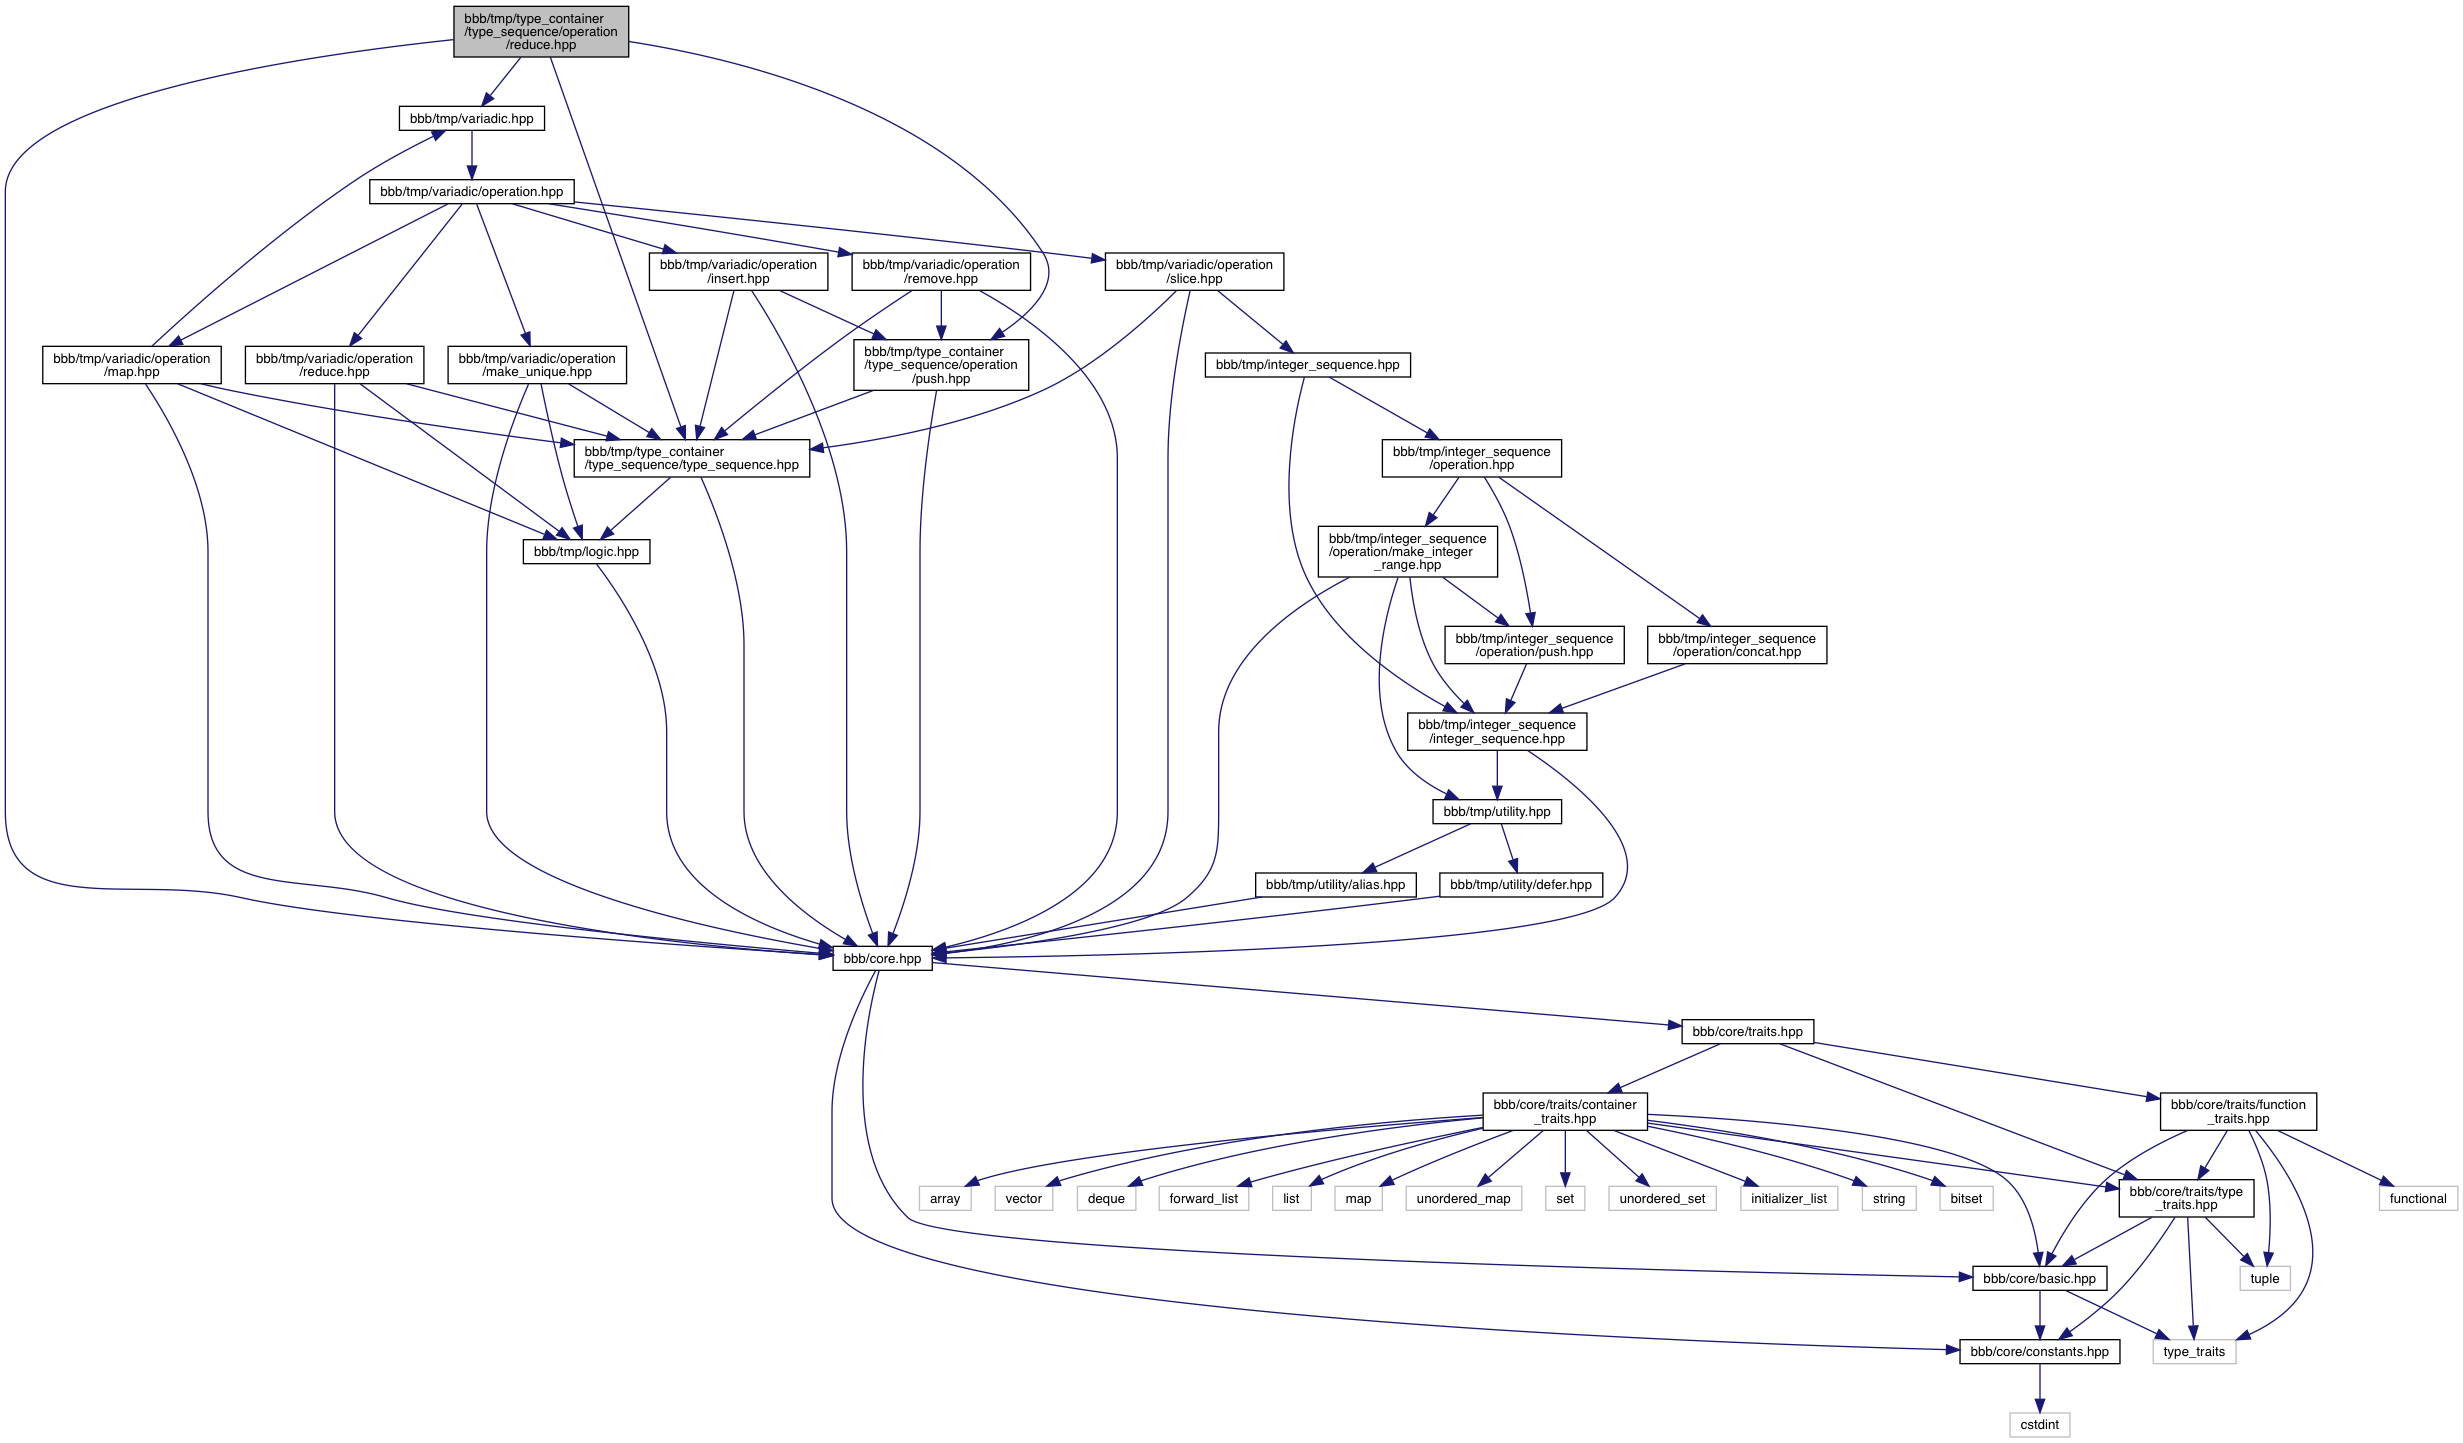 bbb/tmp/type_container
/type_sequence/operation
/reduce.hpp
bbb/tmp/variadic.hpp
bbb/tmp/variadic/operation.hpp
bbb/tmp/variadic/operation
/insert.hpp
bbb/tmp/variadic/operation
/remove.hpp
bbb/tmp/variadic/operation
/slice.hpp
bbb/tmp/variadic/operation
/map.hpp
bbb/tmp/variadic/operation
/reduce.hpp
bbb/tmp/variadic/operation
/make_unique.hpp
bbb/tmp/type_container
/type_sequence/operation
/push.hpp
bbb/tmp/integer_sequence.hpp
bbb/tmp/type_container
/type_sequence/type_sequence.hpp
bbb/tmp/integer_sequence
/operation.hpp
bbb/tmp/logic.hpp
bbb/tmp/integer_sequence
/operation/make_integer
_range.hpp
bbb/tmp/integer_sequence
/operation/push.hpp
bbb/tmp/integer_sequence
/operation/concat.hpp
bbb/tmp/integer_sequence
/integer_sequence.hpp
bbb/tmp/utility.hpp
bbb/tmp/utility/alias.hpp
bbb/tmp/utility/defer.hpp
bbb/core.hpp
bbb/core/traits.hpp
bbb/core/traits/container
_traits.hpp
bbb/core/traits/function
_traits.hpp
array
vector
deque
forward_list
list
map
unordered_map
set
unordered_set
initializer_list
string
bitset
bbb/core/traits/type
_traits.hpp
functional
bbb/core/basic.hpp
tuple
bbb/core/constants.hpp
type_traits
cstdint